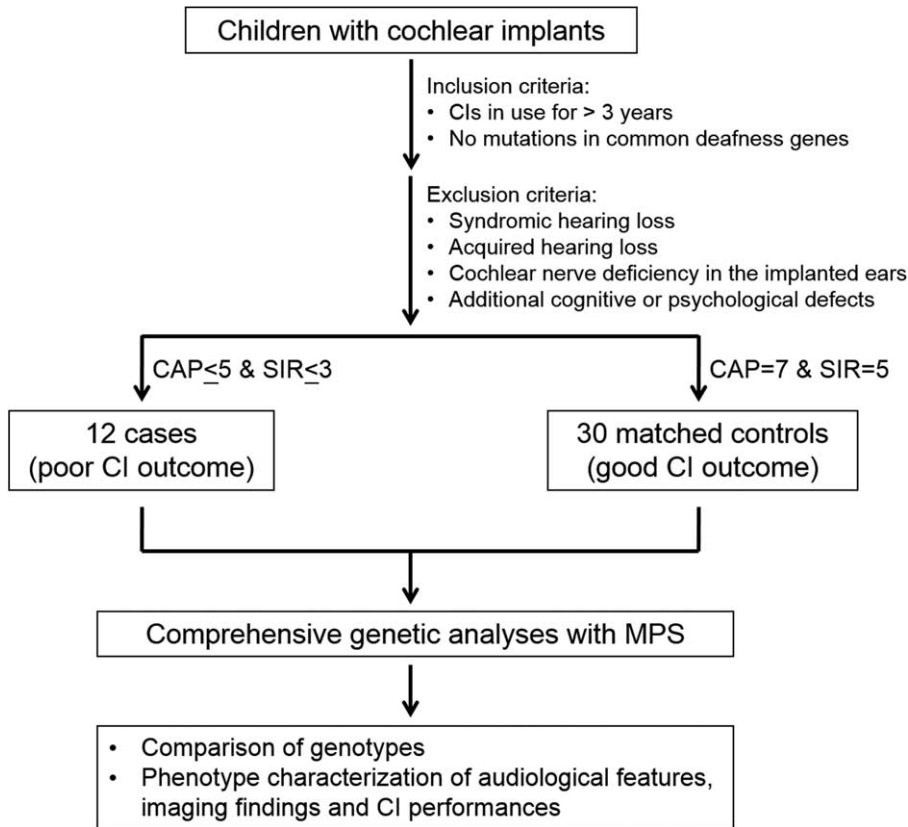 Children with cochlear implants
Inclusion criteria:
• CIs in use for > 3 years
• No mutations in common deafness genes
Exclusion criteria:
• Syndromic hearing loss
• Acquired hearing loss
• Cochlear nerve deficiency in the implanted ears
• Additional cognitive or psychological defects
CAP≤5 & SIR≤3
CAP=7 & SIR=5
12 cases
(poor CI outcome)
30 matched controls
(good CI outcome)
Comprehensive genetic analyses with MPS
• Comparison of genotypes
• Phenotype characterization of audiological features,
imaging findings and CI performances